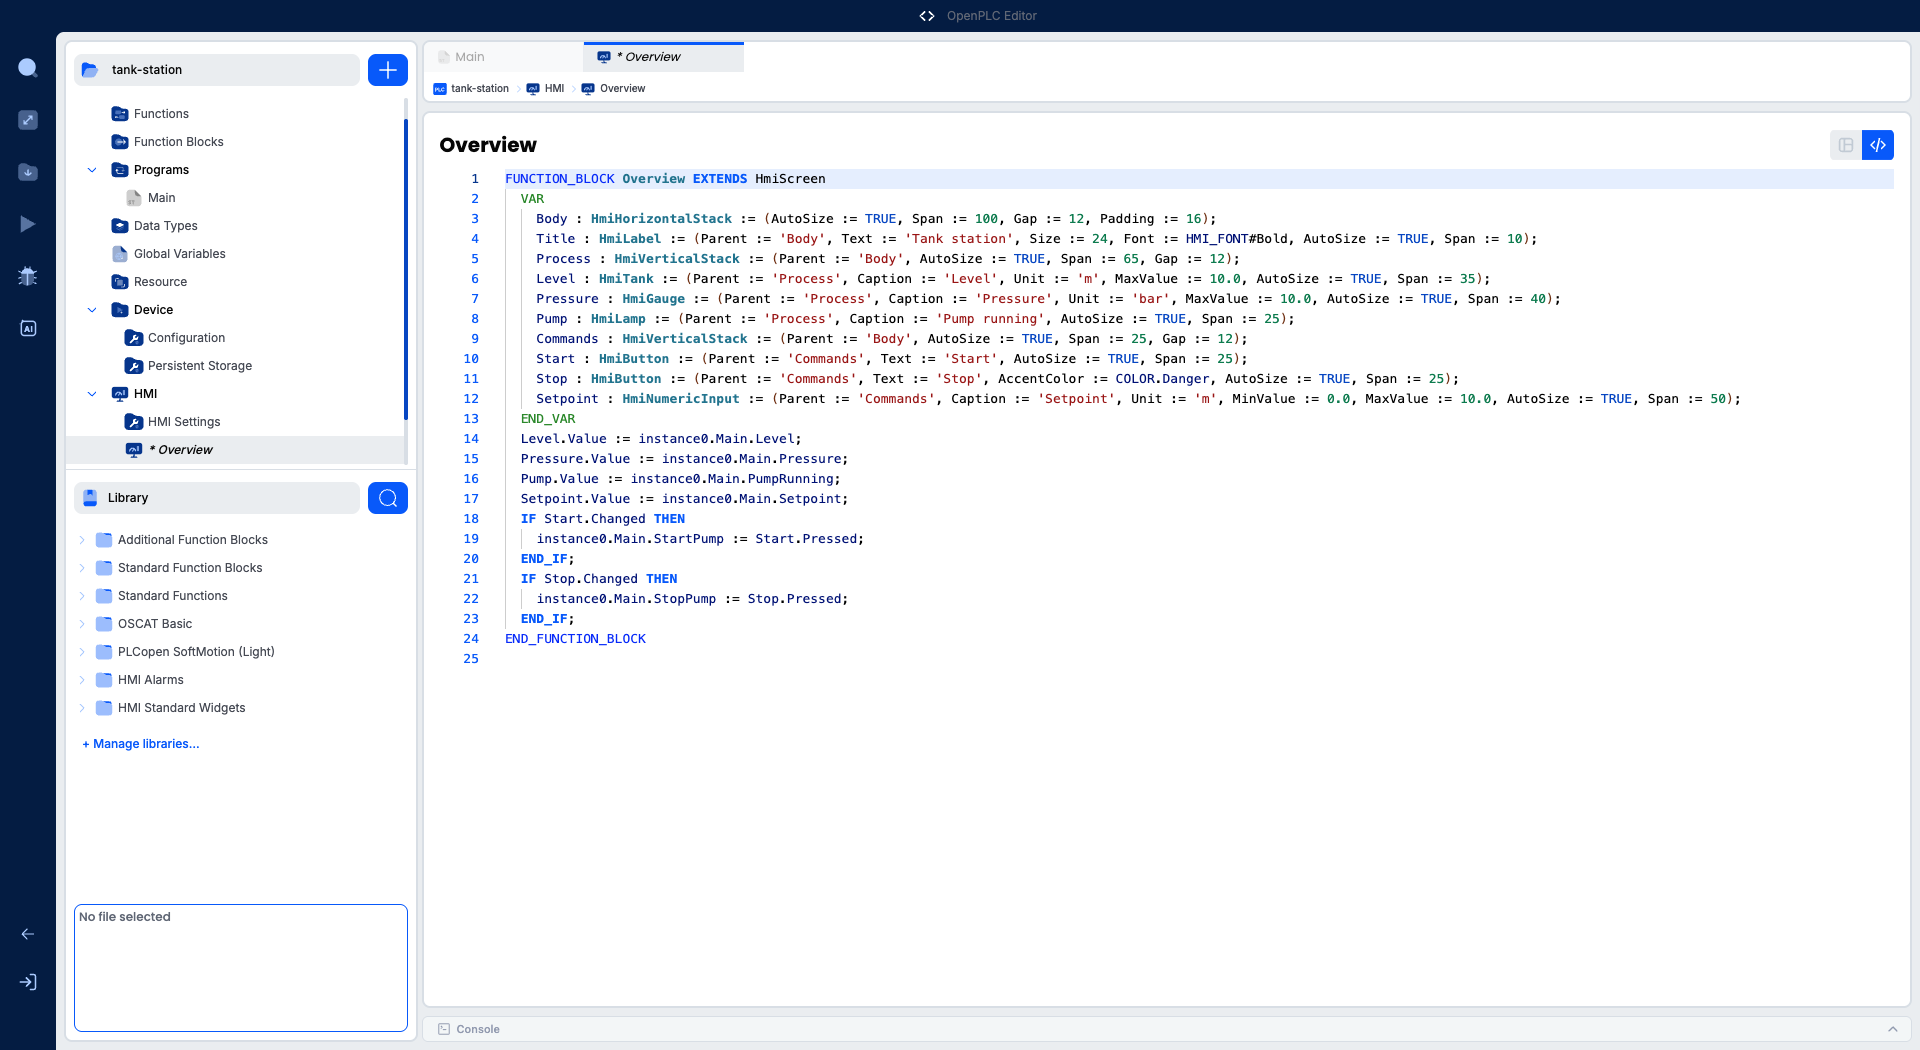 OpenPLC Editor
tank-station
Functions
Function Blocks
Programs
Main
Data Types
Global Variables
Resource
Device
Configuration
Persistent Storage
HMI
HMI Settings
* Overview
Library
Additional Function Blocks
Standard Function Blocks
Standard Functions
OSCAT Basic
PLCopen SoftMotion (Light)
HMI Alarms
HMI Standard Widgets
+ Manage libraries...
No file selected
AI
Main
* Overview
PLC tank-station > HMI > Overview
Overview
1 FUNCTION_BLOCK Overview EXTENDS HmiScreen
2 VAR
3 Body : HmiHorizontalStack := (AutoSize := TRUE, Span := 100, Gap := 12, Padding := 16);
4 Title : HmiLabel := (Parent := 'Body', Text := 'Tank station', Size := 24, Font := HMI_FONT#Bold, AutoSize := TRUE, Span := 10);
5 Process : HmiVerticalStack := (Parent := 'Body', AutoSize := TRUE, Span := 65, Gap := 12);
6 Level : HmiTank := (Parent := 'Process', Caption := 'Level', Unit := 'm', MaxValue := 10.0, AutoSize := TRUE, Span := 35);
7 Pressure : HmiGauge := (Parent := 'Process', Caption := 'Pressure', Unit := 'bar', MaxValue := 10.0, AutoSize := TRUE, Span := 40);
8 Pump : HmiLamp := (Parent := 'Process', Caption := 'Pump running', AutoSize := TRUE, Span := 25);
9 Commands : HmiVerticalStack := (Parent := 'Body', AutoSize := TRUE, Span := 25, Gap := 12);
10 Start : HmiButton := (Parent := 'Commands', Text := 'Start', AutoSize := TRUE, Span := 25);
11 Stop : HmiButton := (Parent := 'Commands', Text := 'Stop', AccentColor := COLOR.Danger, AutoSize := TRUE, Span := 25);
12 Setpoint : HmiNumericInput := (Parent := 'Commands', Caption := 'Setpoint', Unit := 'm', MinValue := 0.0, MaxValue := 10.0, AutoSize := TRUE, Span := 50);
13 END_VAR
14 Level.Value := instance0.Main.Level;
15 Pressure.Value := instance0.Main.Pressure;
16 Pump.Value := instance0.Main.PumpRunning;
17 Setpoint.Value := instance0.Main.Setpoint;
18 IF Start.Changed THEN
19 instance0.Main.StartPump := Start.Pressed;
20 END_IF;
21 IF Stop.Changed THEN
22 instance0.Main.StopPump := Stop.Pressed;
23 END_IF;
24 END_FUNCTION_BLOCK
25
Console